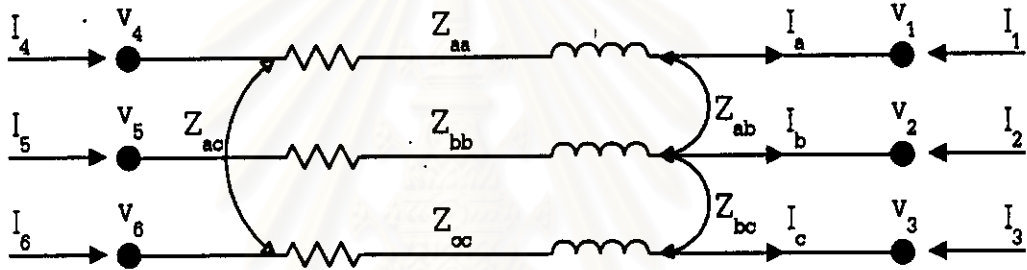 I4 V4 Zaa Ia V1 I1
I5 V5 Zac Zbb Zab Ib V2 I2
I6 V6 Zcc Zbc Ic V3 I3